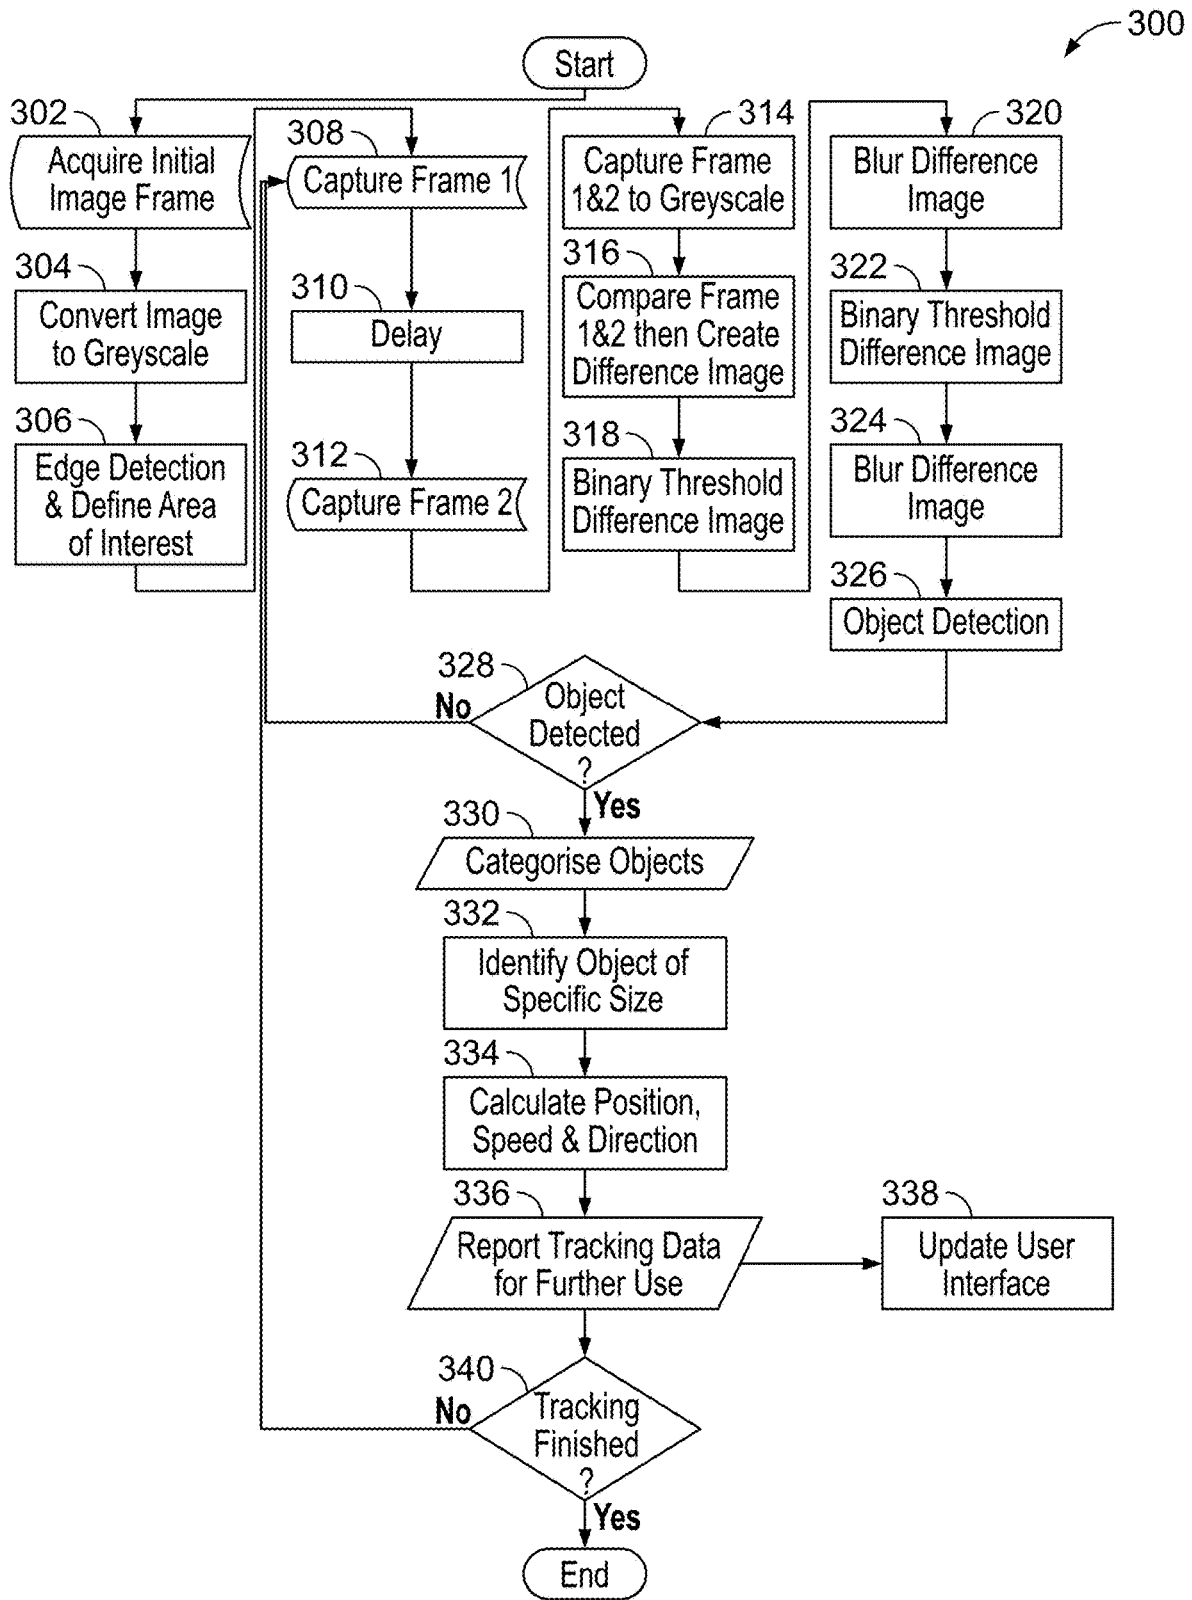 300
Start
302
Acquire Initial
Image Frame
304
Convert Image
to Greyscale
306
Edge Detection
& Define Area
of Interest
308
Capture Frame 1
310
Delay
312
Capture Frame 2
314
Capture Frame
1&2 to Greyscale
316
Compare Frame
1&2 then Create
Difference Image
318
Binary Threshold
Difference Image
320
Blur Difference
Image
322
Binary Threshold
Difference Image
324
Blur Difference
Image
326
Object Detection
328
Object
Detected
?
No
Yes
330
Categorise Objects
332
Identify Object of
Specific Size
334
Calculate Position,
Speed & Direction
336
Report Tracking Data
for Further Use
338
Update User
Interface
340
Tracking
Finished
?
No
Yes
End